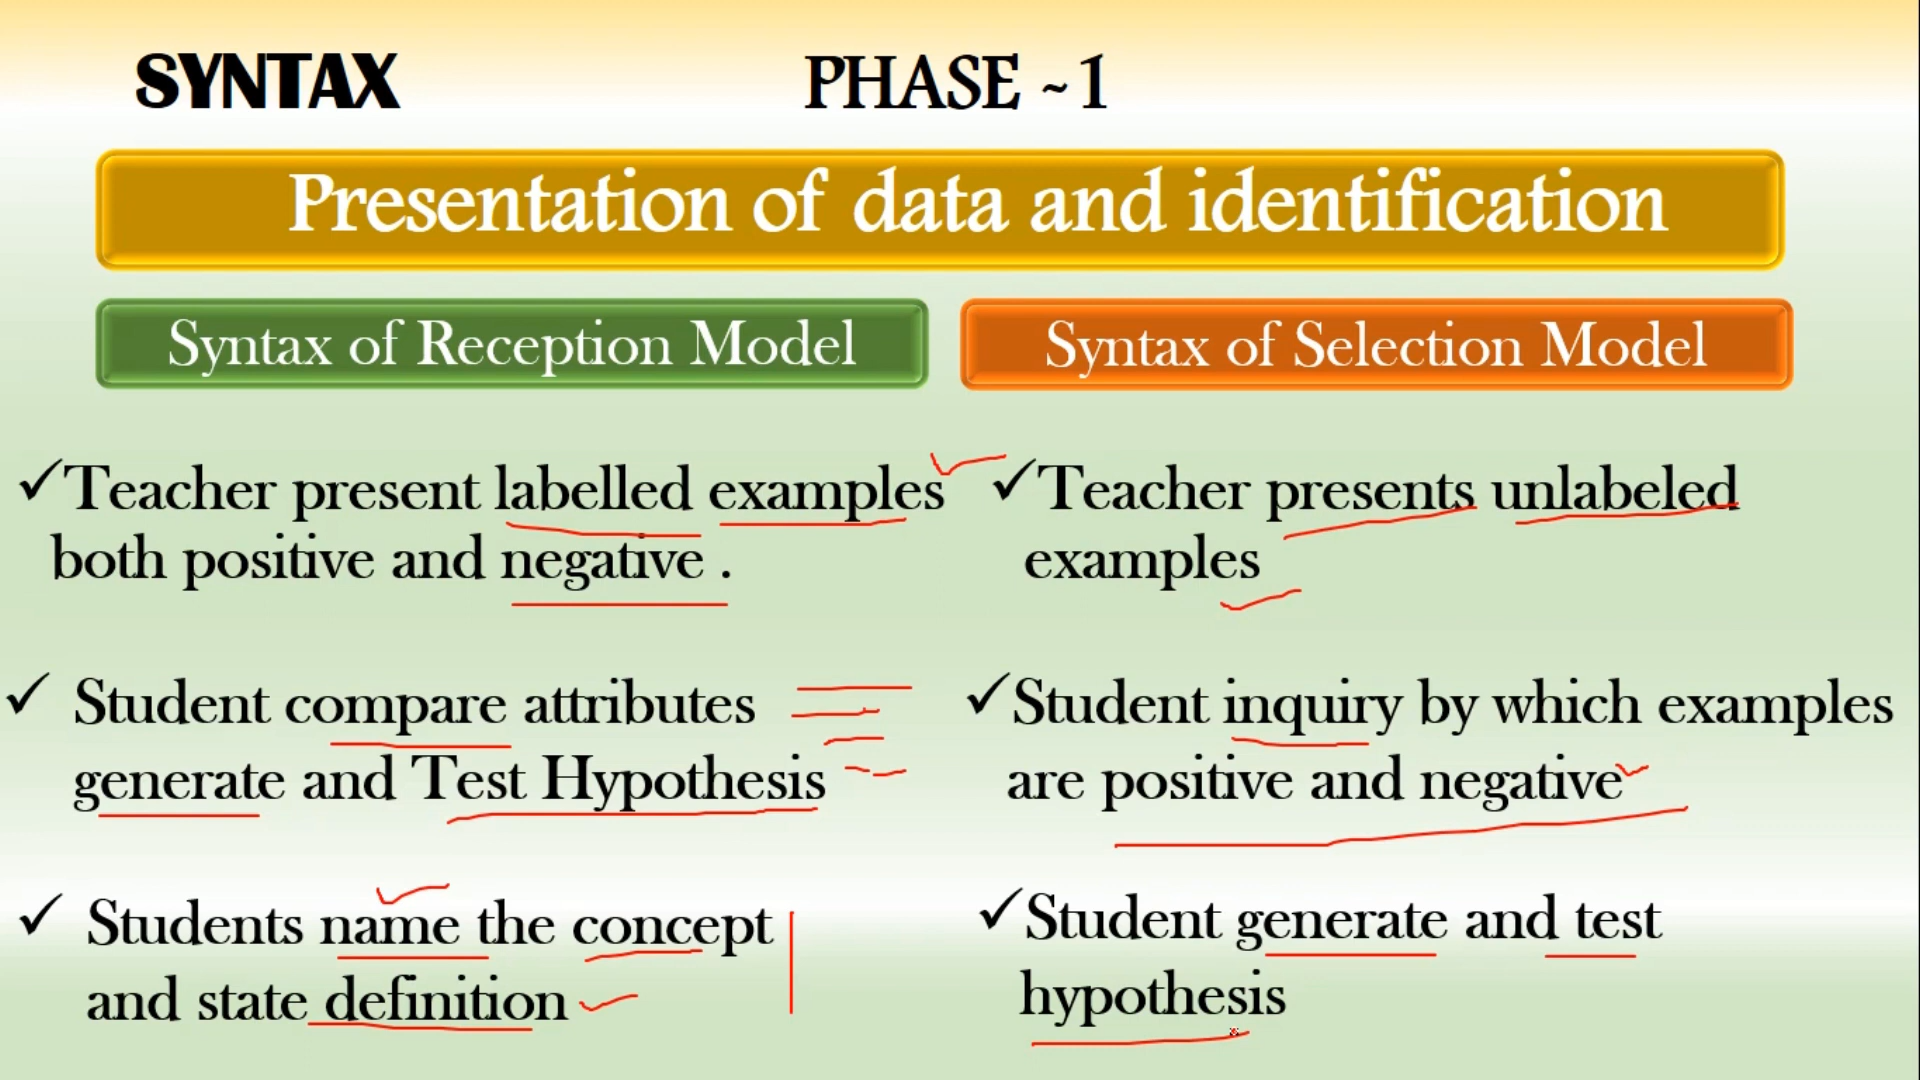 SYNTAX
PHASE ~1
Presentation of data and identification
Syntax of Reception Model
✓Teacher present labelled examples
both positive and negative .
✓ Student compare attributes
generate and Test Hypothesis
✓ Students name the concept
and state definition
Syntax of Selection Model
✓Teacher presents unlabeled
examples
✓Student inquiry by which examples
are positive and negative
✓Student generate and test
hypothesis